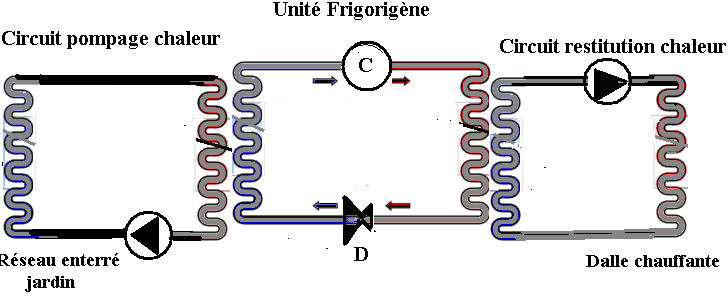 Unité Frigorigène
Circuit pompage chaleur
Circuit restitution chaleur
C
D
Réseau enterré
jardin
Dalle chauffante